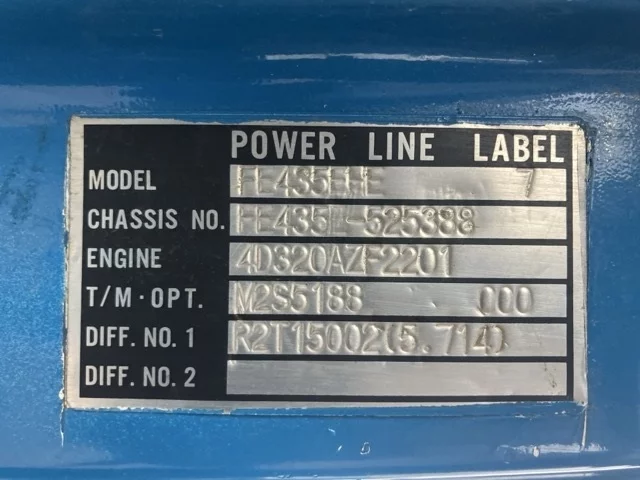 POWER LINE LABEL
MODEL FE435EHE 7
CHASSIS NO. FE435E-525388
ENGINE 4D320AZF2201
T/M·OPT. M2S5188 000
DIFF. NO. 1 R2T15002(5.714)
DIFF. NO. 2